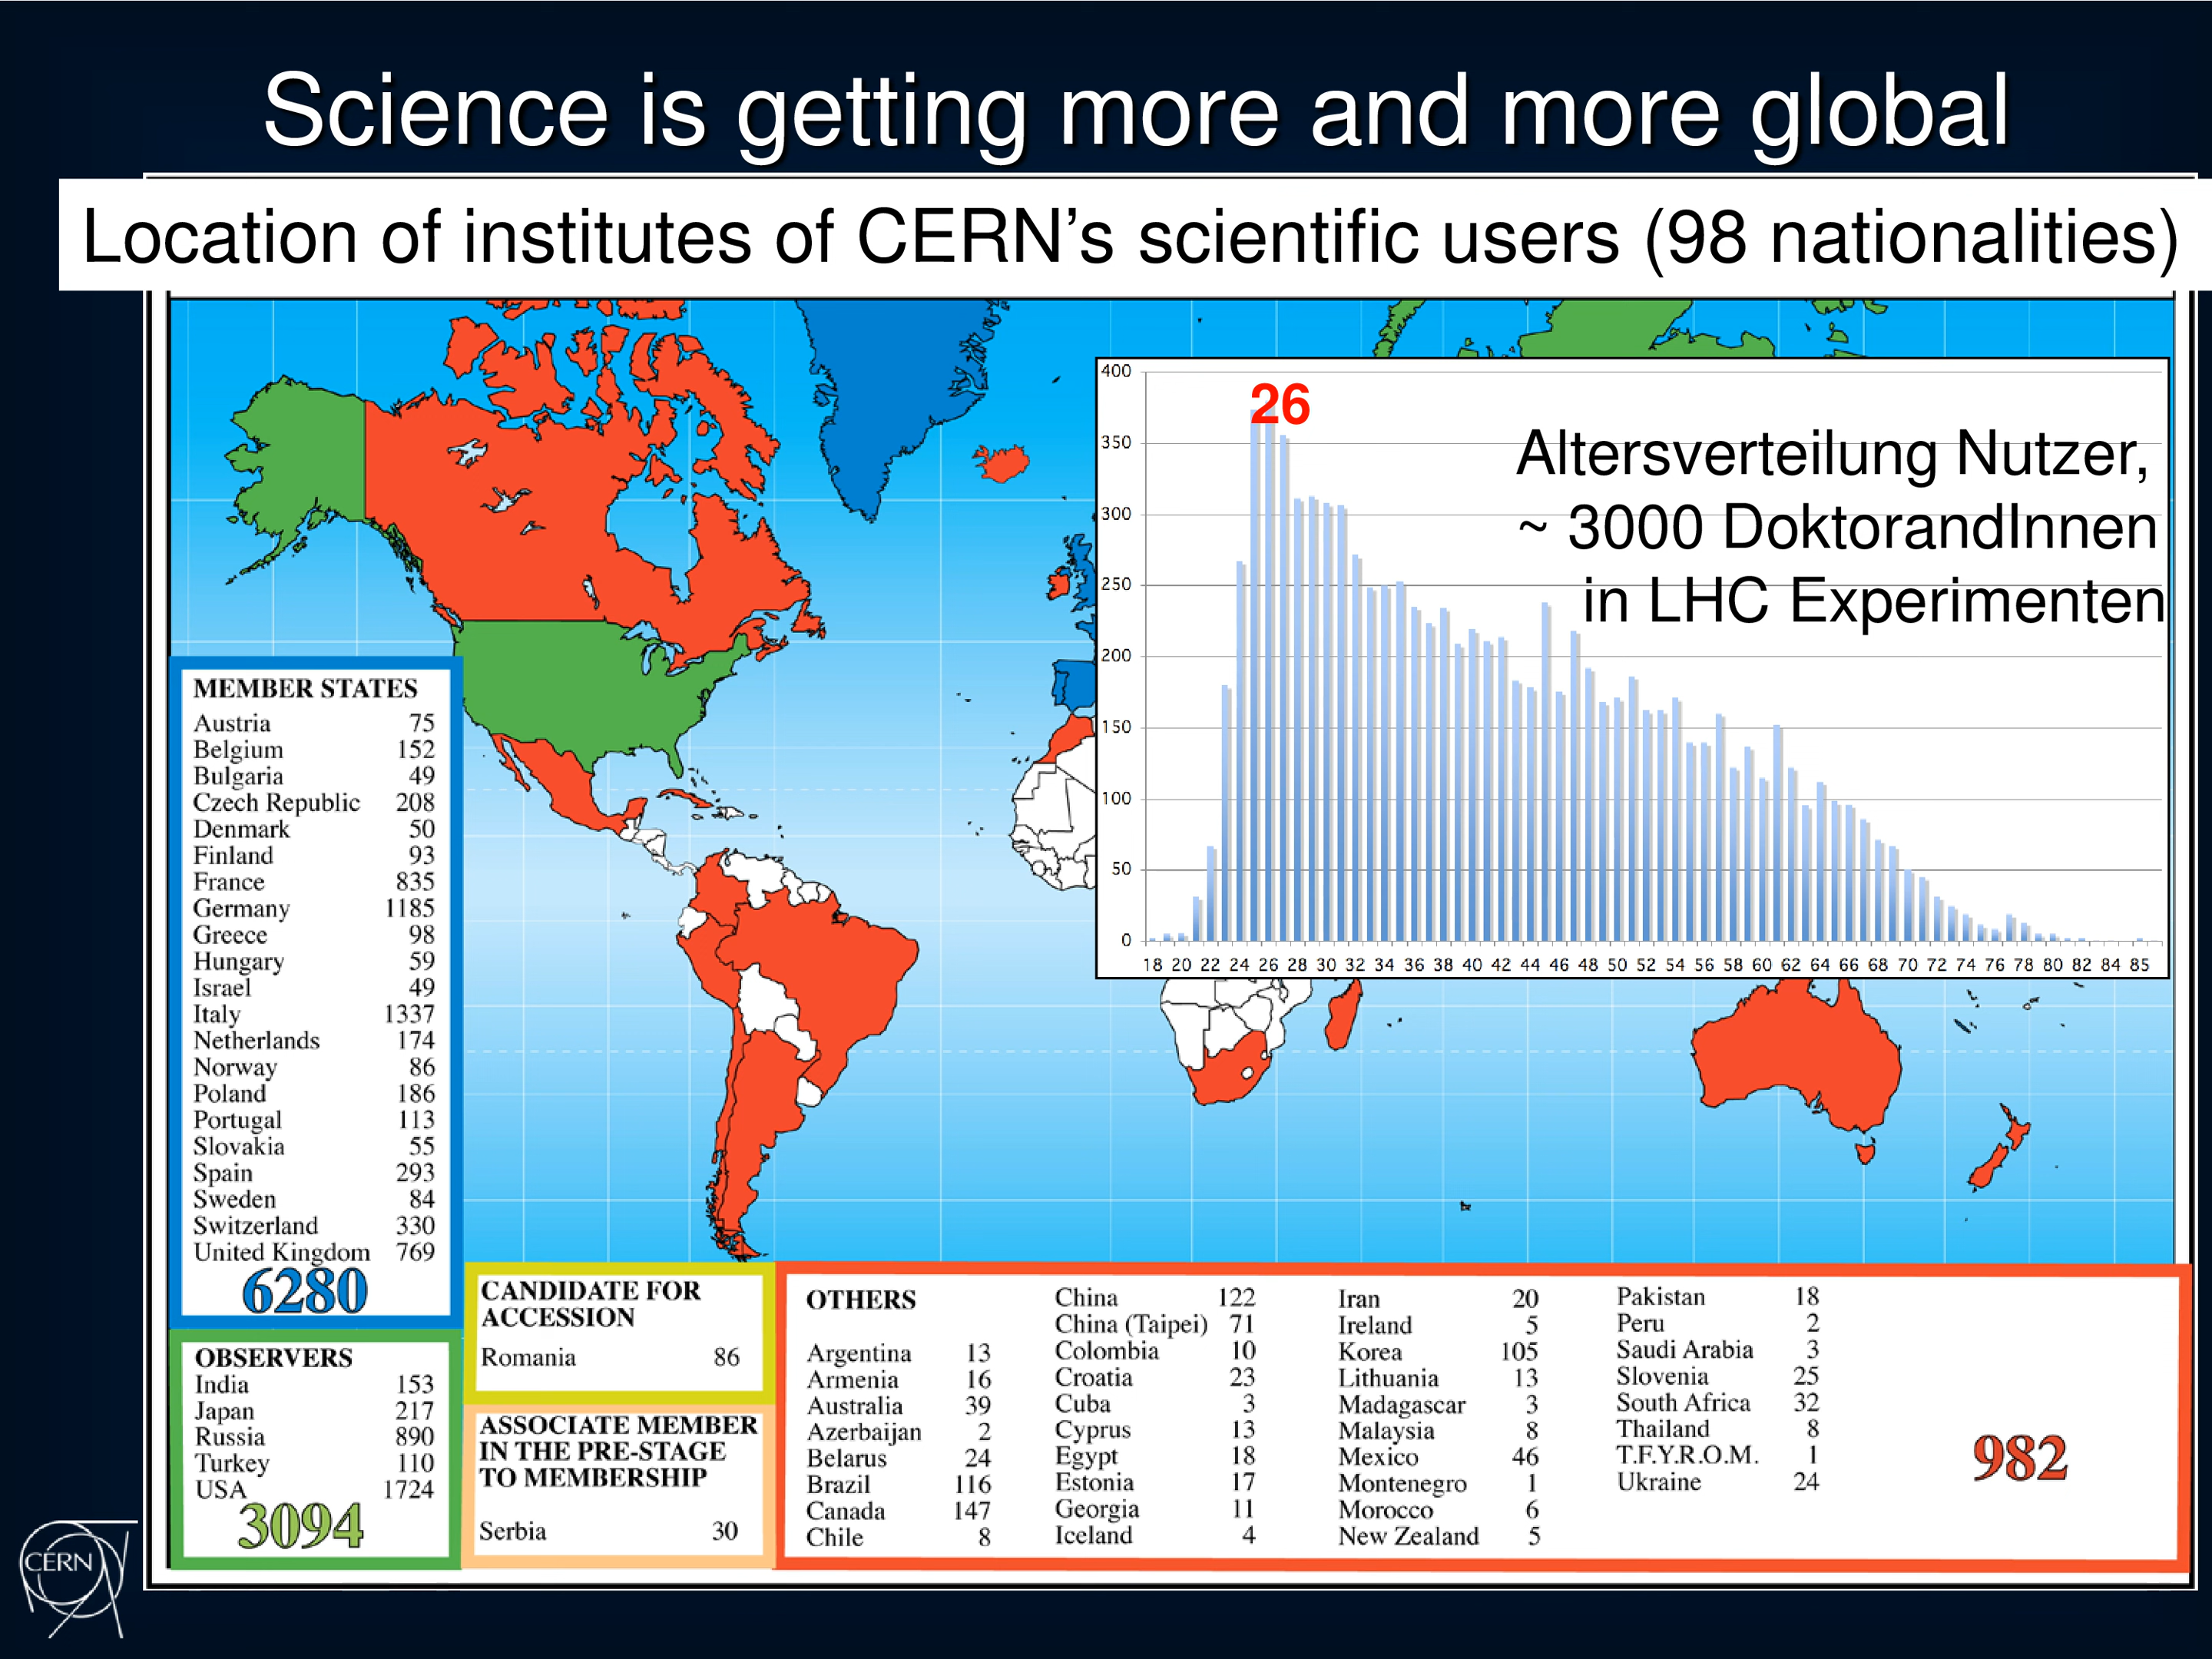 Science is getting more and more global
Location of institutes of CERN's scientific users (98 nationalities)
26
Altersverteilung Nutzer,
~ 3000 DoktorandInnen
in LHC Experimenten
400
350
300
250
200
150
100
50
0
18 20 22 24 26 28 30 32 34 36 38 40 42 44 46 48 50 52 54 56 58 60 62 64 66 68 70 72 74 76 78 80 82 84 85
MEMBER STATES
Austria 75
Belgium 152
Bulgaria 49
Czech Republic 208
Denmark 50
Finland 93
France 835
Germany 1185
Greece 98
Hungary 59
Israel 49
Italy 1337
Netherlands 174
Norway 86
Poland 186
Portugal 113
Slovakia 55
Spain 293
Sweden 84
Switzerland 330
United Kingdom 769
6280
OBSERVERS
India 153
Japan 217
Russia 890
Turkey 110
USA 1724
3094
CANDIDATE FOR
ACCESSION
Romania 86
ASSOCIATE MEMBER
IN THE PRE-STAGE
TO MEMBERSHIP
Serbia 30
OTHERS
Argentina 13
Armenia 16
Australia 39
Azerbaijan 2
Belarus 24
Brazil 116
Canada 147
Chile 8
China 122
China (Taipei) 71
Colombia 10
Croatia 23
Cuba 3
Cyprus 13
Egypt 18
Estonia 17
Georgia 11
Iceland 4
Iran 20
Ireland 5
Korea 105
Lithuania 13
Madagascar 3
Malaysia 8
Mexico 46
Montenegro 1
Morocco 6
New Zealand 5
Pakistan 18
Peru 2
Saudi Arabia 3
Slovenia 25
South Africa 32
Thailand 8
T.F.Y.R.O.M. 1
Ukraine 24
982
CERN